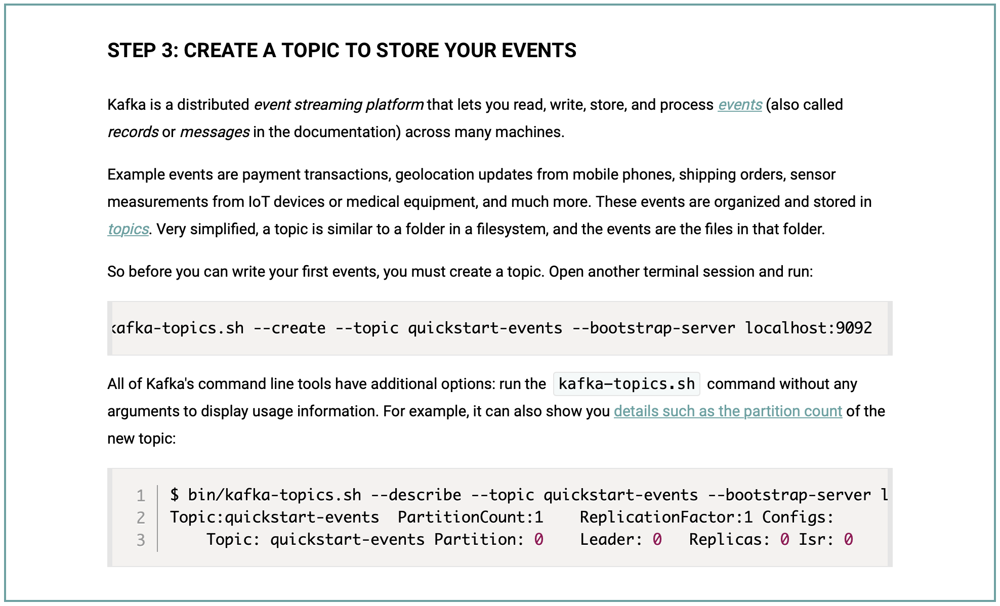 STEP 3: CREATE A TOPIC TO STORE YOUR EVENTS
Kafka is a distributed event streaming platform that lets you read, write, store, and process events (also called
records or messages in the documentation) across many machines.
Example events are payment transactions, geolocation updates from mobile phones, shipping orders, sensor
measurements from IoT devices or medical equipment, and much more. These events are organized and stored in
topics. Very simplified, a topic is similar to a folder in a filesystem, and the events are the files in that folder.
So before you can write your first events, you must create a topic. Open another terminal session and run:
kafka-topics.sh --create --topic quickstart-events --bootstrap-server localhost:9092
All of Kafka's command line tools have additional options: run the kafka-topics.sh command without any
arguments to display usage information. For example, it can also show you details such as the partition count of the
new topic:
1 $ bin/kafka-topics.sh --describe --topic quickstart-events --bootstrap-server l
2 Topic:quickstart-events  PartitionCount:1    ReplicationFactor:1 Configs:
3     Topic: quickstart-events Partition: 0    Leader: 0   Replicas: 0 Isr: 0